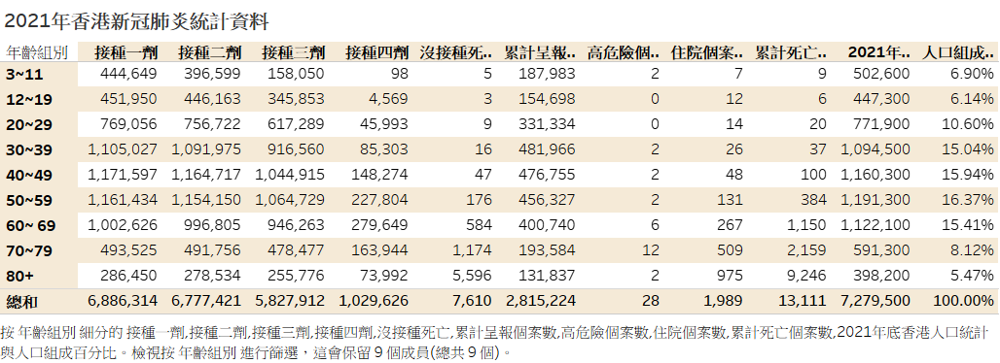 2021年香港新冠肺炎統計資料
年齡組別 接種一劑 接種二劑 接種三劑 接種四劑 沒接種死.. 累計呈報.. 高危險個.. 住院個案.. 累計死亡.. 2021年.. 人口組成..
3~11 444,649 396,599 158,050 98 5 187,983 2 7 9 502,600 6.90%
12~19 451,950 446,163 345,853 4,569 3 154,698 0 12 6 447,300 6.14%
20~29 769,056 756,722 617,289 45,993 9 331,334 0 14 20 771,900 10.60%
30~39 1,105,027 1,091,975 916,560 85,303 16 481,966 2 26 37 1,094,500 15.04%
40~49 1,171,597 1,164,717 1,044,915 148,274 47 476,755 2 48 100 1,160,300 15.94%
50~59 1,161,434 1,154,150 1,064,729 227,804 176 456,327 2 131 384 1,191,300 16.37%
60~ 69 1,002,626 996,805 946,263 279,649 584 400,740 6 267 1,150 1,122,100 15.41%
70~79 493,525 491,756 478,477 163,944 1,174 193,584 12 509 2,159 591,300 8.12%
80+ 286,450 278,534 255,776 73,992 5,596 131,837 2 975 9,246 398,200 5.47%
總和 6,886,314 6,777,421 5,827,912 1,029,626 7,610 2,815,224 28 1,989 13,111 7,279,500 100.00%
按 年齡組別 細分的 接種一劑,接種二劑,接種三劑,接種四劑,沒接種死亡,累計呈報個案數,高危險個案數,住院個案數,累計死亡個案數,2021年底香港人口統計
與人口組成百分比。檢視按 年齡組別 進行篩選，這會保留 9 個成員(總共 9 個)。